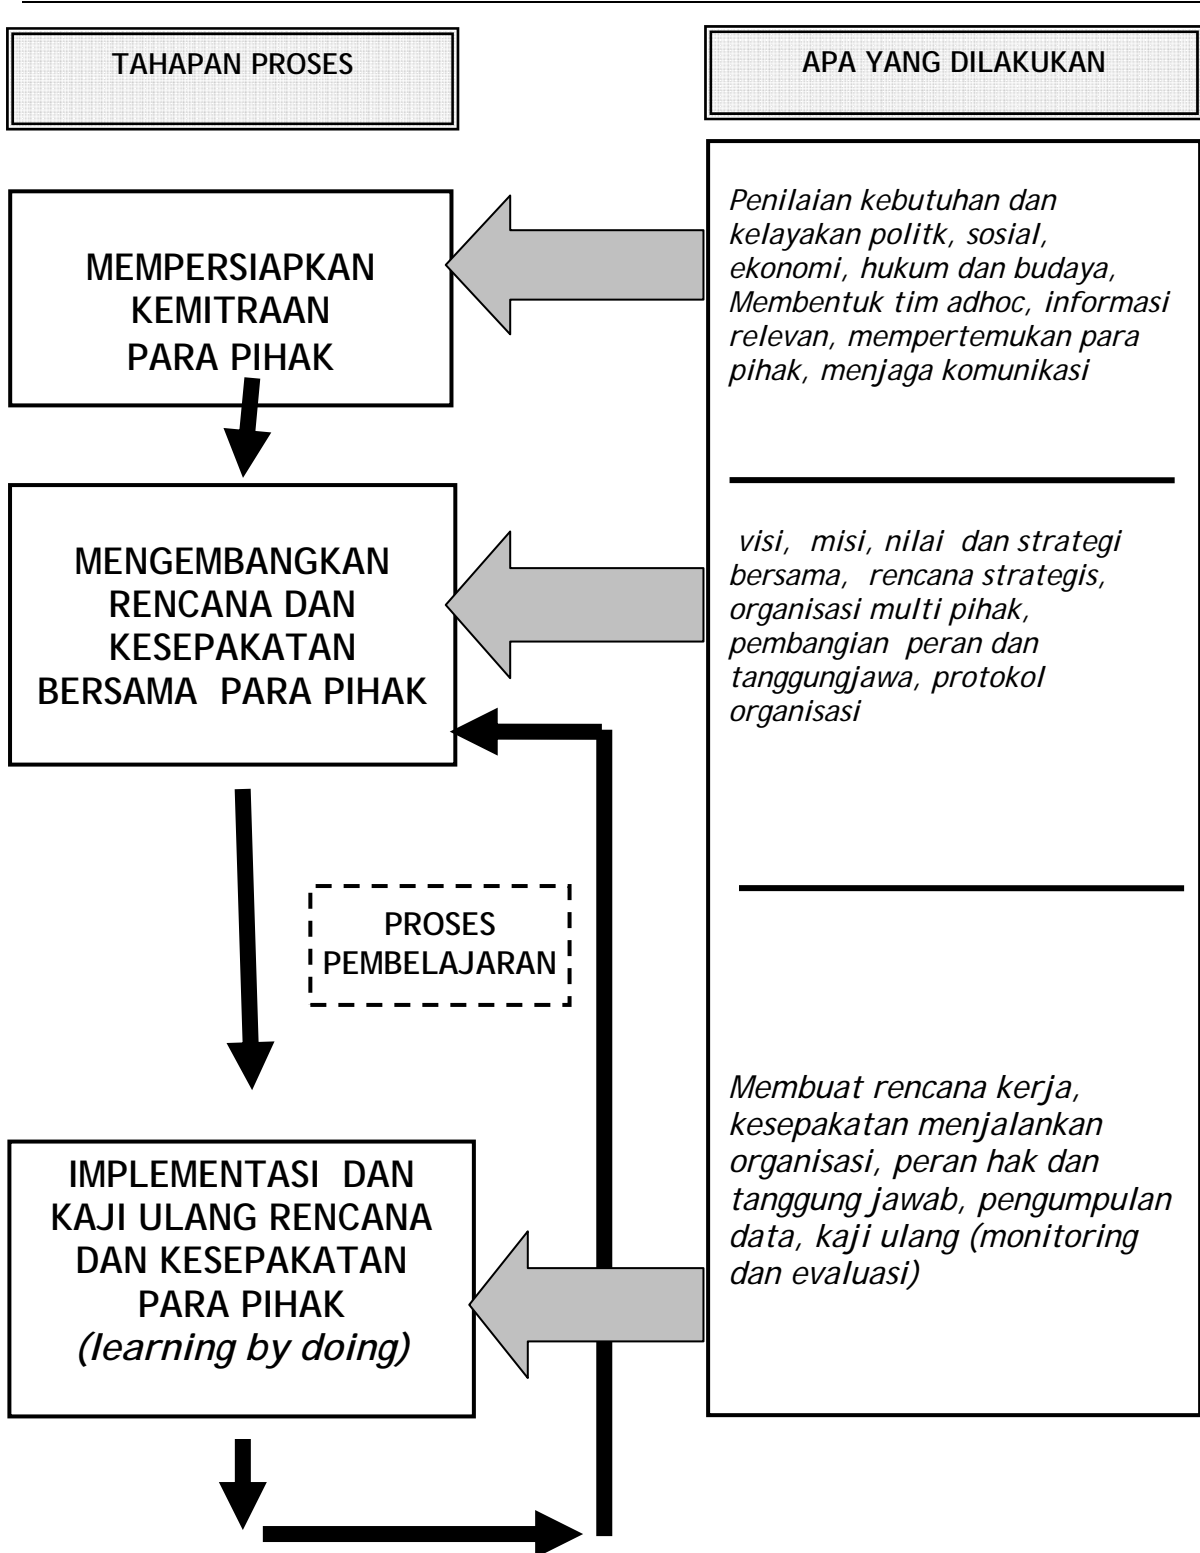 TAHAPAN PROSES
APA YANG DILAKUKAN
MEMPERSIAPKAN
KEMITRAAN
PARA PIHAK
Penilaian kebutuhan dan
kelayakan politk, sosial,
ekonomi, hukum dan budaya,
Membentuk tim adhoc, informasi
relevan, mempertemukan para
pihak, menjaga komunikasi
MENGEMBANGKAN
RENCANA DAN
KESEPAKATAN
BERSAMA PARA PIHAK
visi, misi, nilai dan strategi
bersama, rencana strategis,
organisasi multi pihak,
pembangian peran dan
tanggungjawa, protokol
organisasi
PROSES
PEMBELAJARAN
IMPLEMENTASI DAN
KAJI ULANG RENCANA
DAN KESEPAKATAN
PARA PIHAK
(learning by doing)
Membuat rencana kerja,
kesepakatan menjalankan
organisasi, peran hak dan
tanggung jawab, pengumpulan
data, kaji ulang (monitoring
dan evaluasi)